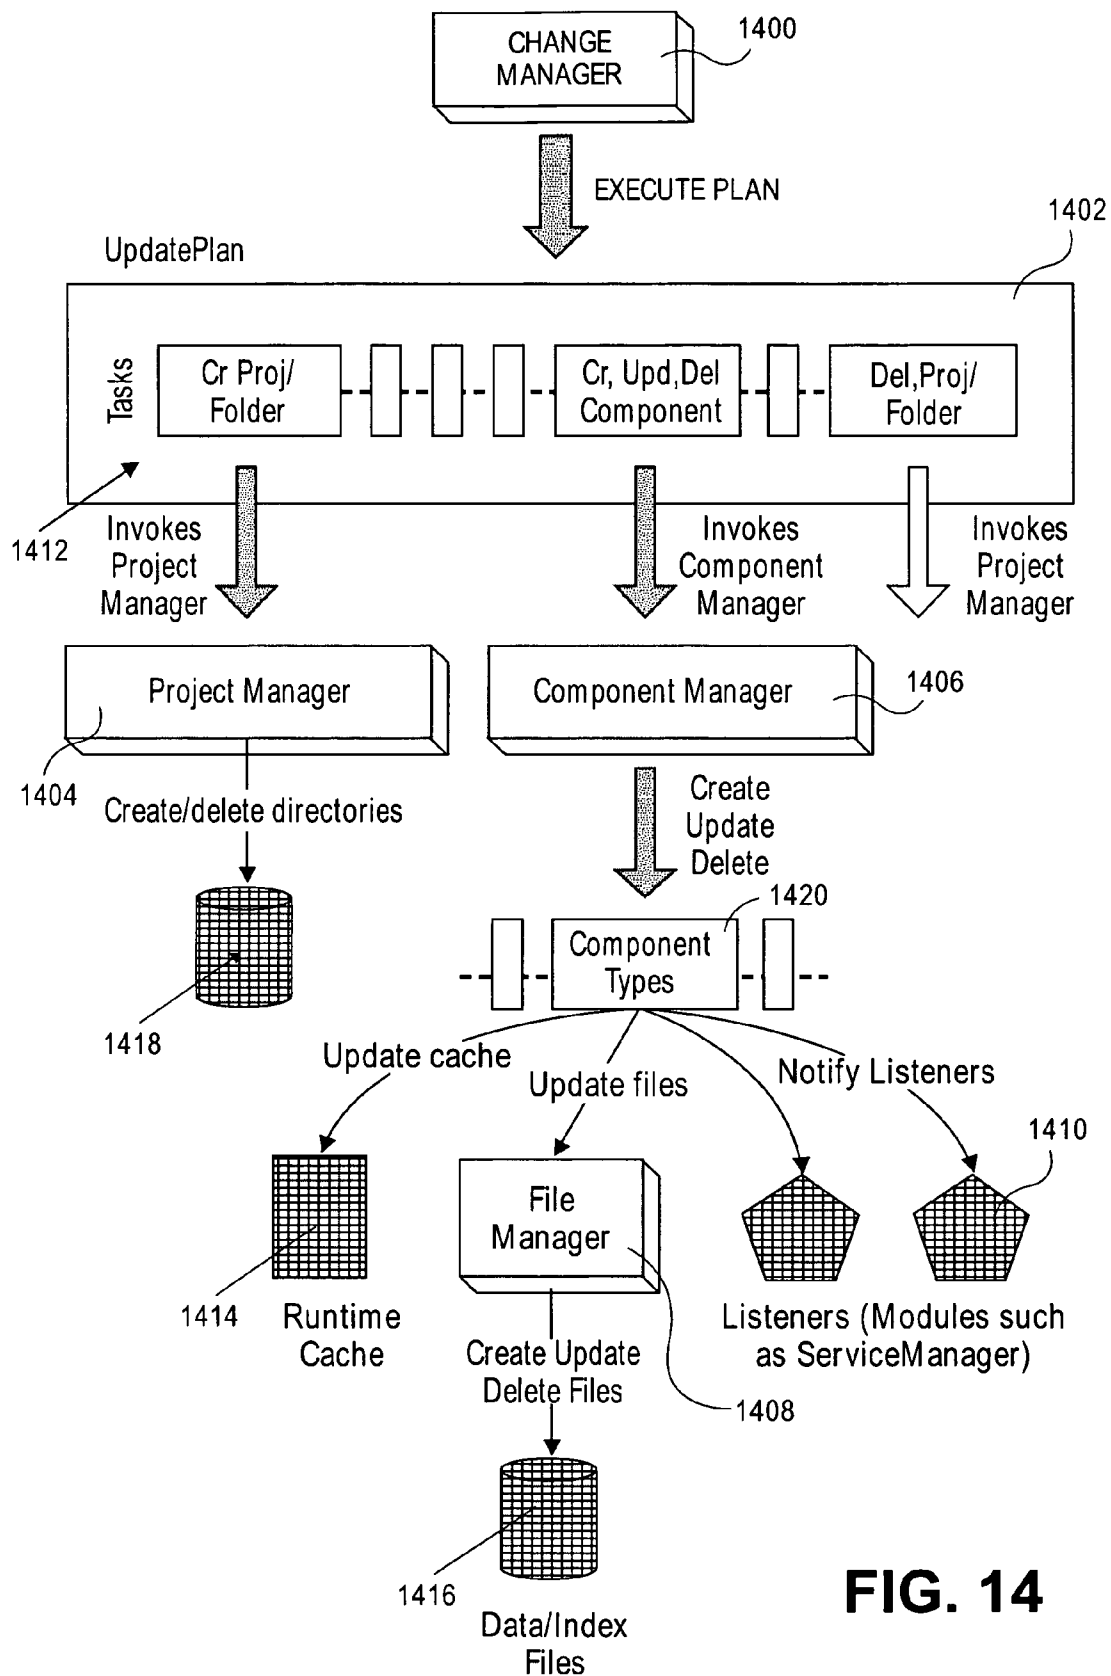 CHANGE
MANAGER
1400
EXECUTE PLAN
1402
UpdatePlan
Tasks
Cr Proj/
Folder
Cr, Upd,Del
Component
Del,Proj/
Folder
1412
Invokes
Project
Manager
Invokes
Component
Manager
Invokes
Project
Manager
Project Manager
1404
Component Manager
1406
Create/delete directories
Create
Update
Delete
1418
1420
Component
Types
Update cache
Update files
Notify Listeners
1410
File
Manager
1414
Runtime
Cache
Listeners (Modules such
as ServiceManager)
Create Update
Delete Files
1408
1416
Data/Index
Files
FIG. 14